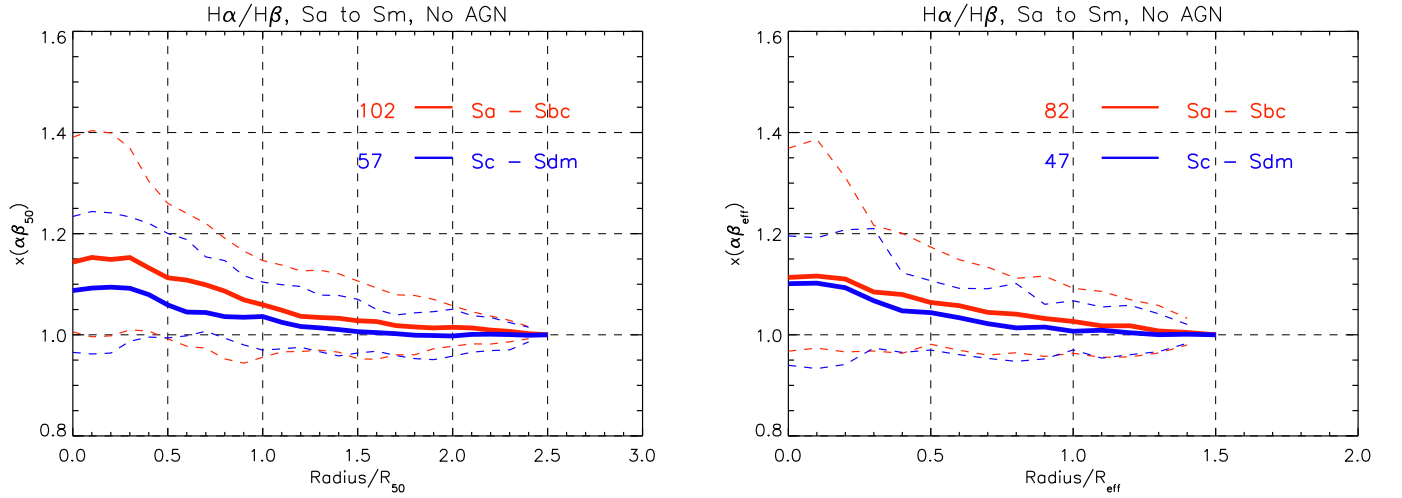 Hα/Hβ, Sa to Sm, No AGN
1.6
1.4
1.2
1.0
0.8
x(αβ50)
102 Sa – Sbc
57 Sc – Sdm
0.0 0.5 1.0 1.5 2.0 2.5 3.0
Radius/R50
Hα/Hβ, Sa to Sm, No AGN
1.6
1.4
1.2
1.0
0.8
x(αβeff)
82 Sa – Sbc
47 Sc – Sdm
0.0 0.5 1.0 1.5 2.0
Radius/Reff